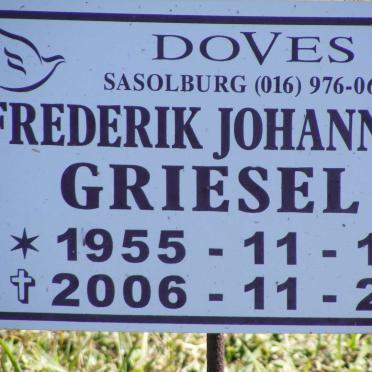 DOVES
SASOLBURG (016) 976-06
FREDERIK JOHANN
GRIESEL
* 1955 - 11 - 1
✝ 2006 - 11 - 2